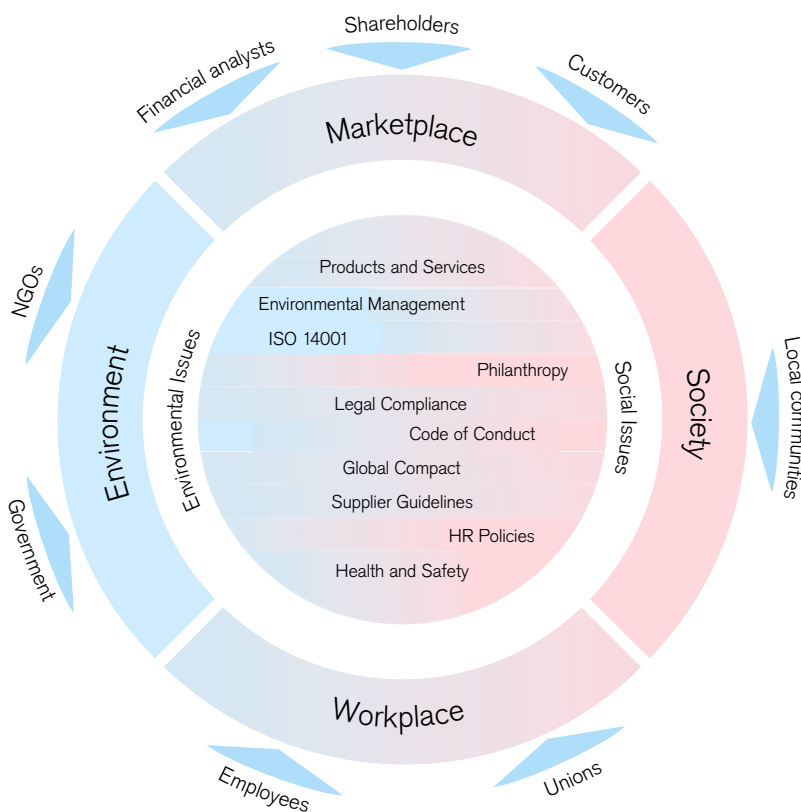 Shareholders
Financial analysts
Customers
Marketplace
NGOs
Products and Services
Environmental Management
ISO 14001
Philanthropy
Legal Compliance
Code of Conduct
Global Compact
Supplier Guidelines
HR Policies
Health and Safety
Environmental Issues
Social Issues
Environment
Society
Local communities
Government
Workplace
Employees
Unions